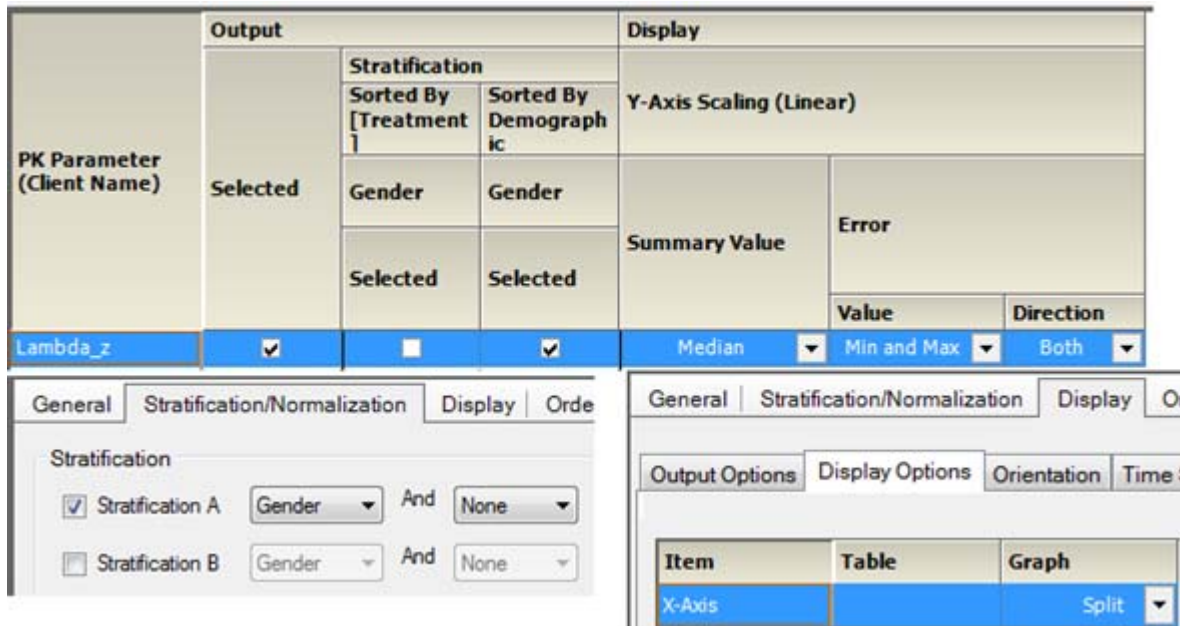 Output
Display
Stratification
Sorted By
[Treatment
]
Sorted By
Demograph
ic
Y-Axis Scaling (Linear)
PK Parameter
(Client Name)
Selected
Gender
Gender
Summary Value
Error
Selected
Selected
Value
Direction
Lambda_z
Median
Min and Max
Both
General
Stratification/Normalization
Display
Orde
Stratification
Stratification A
Gender
And
None
Stratification B
Gender
And
None
General
Stratification/Normalization
Display
O
Output Options
Display Options
Orientation
Time
Item
Table
Graph
X-Axis
Split